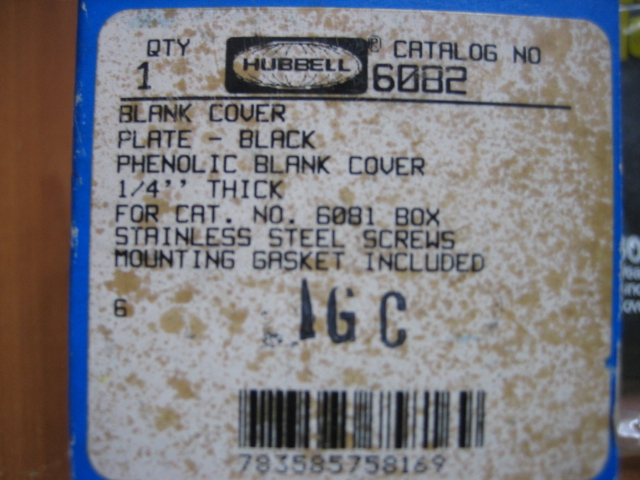 QTY HUBBELL ® CATALOG NO
1 6082
BLANK COVER
PLATE - BLACK
PHENOLIC BLANK COVER
1/4'' THICK
FOR CAT. NO. 6081 BOX
STAINLESS STEEL SCREWS
MOUNTING GASKET INCLUDED
6 IGC
783585758169